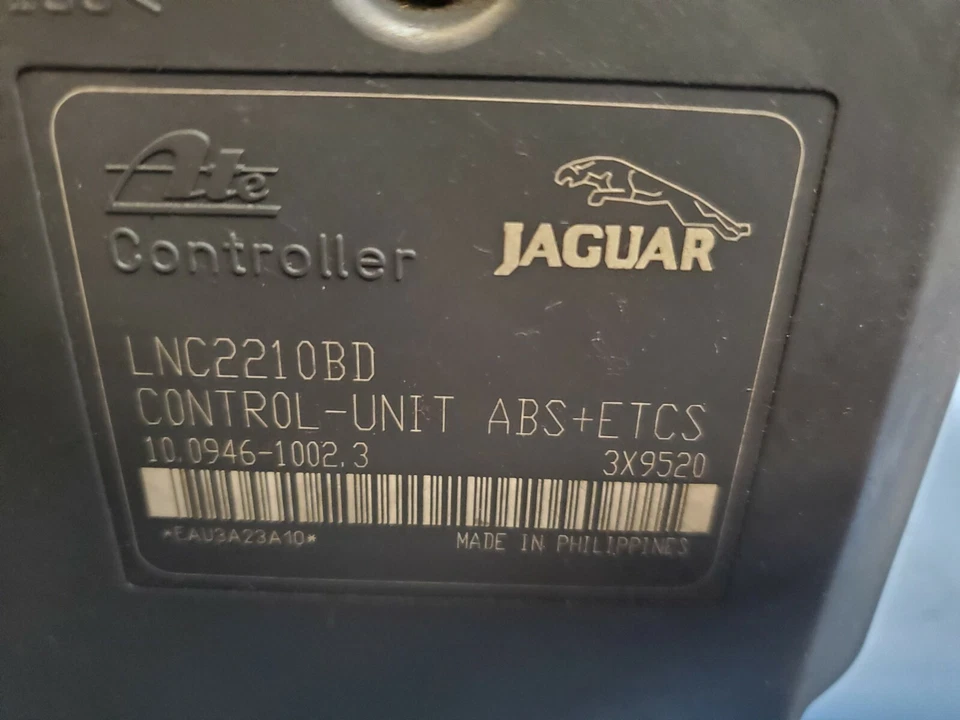 Ate
JAGUAR
Controller
LNC2210BD
CONTROL-UNIT ABS+ETCS
10.0946-1002.3 3X9520
*EAU3A23A10*
MADE IN PHILIPPINES